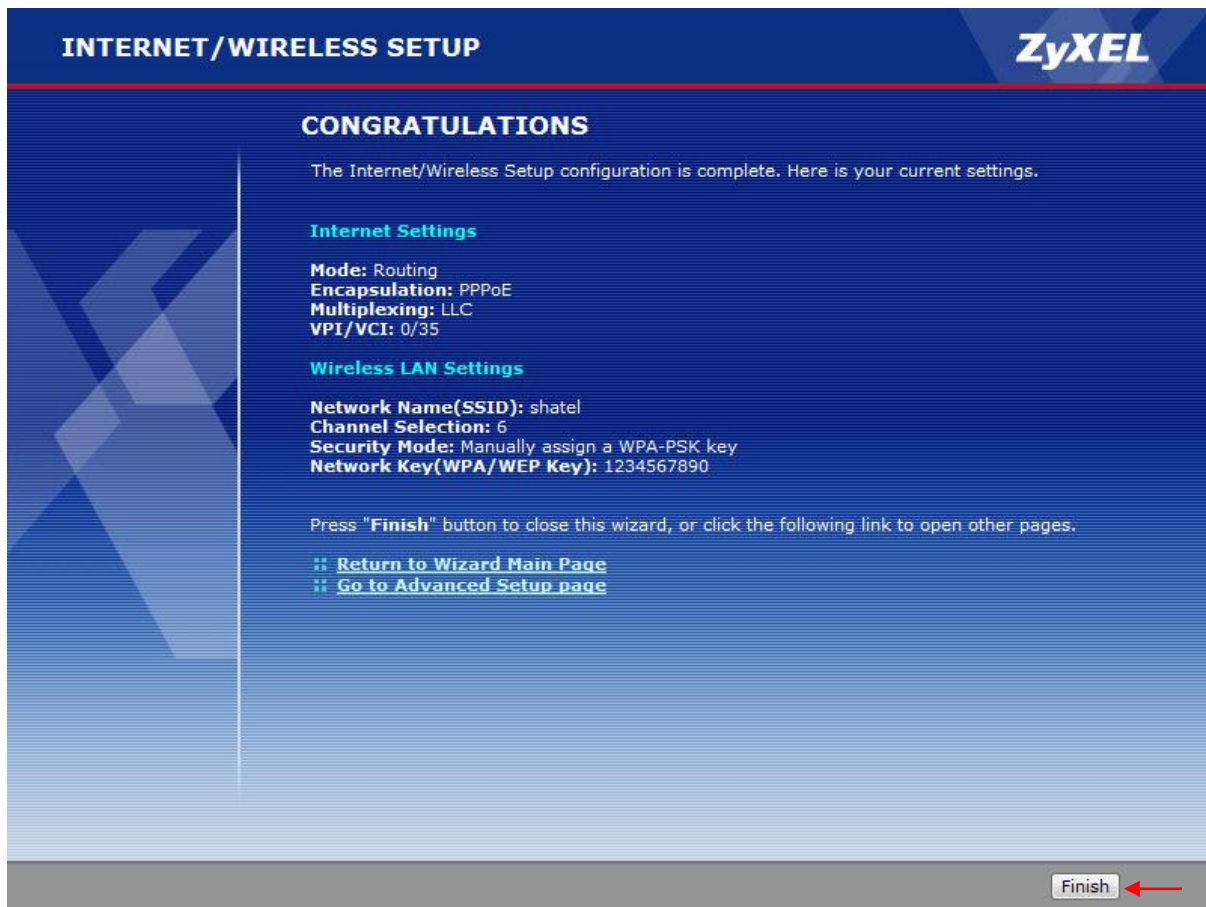 INTERNET/WIRELESS SETUP
ZyXEL
CONGRATULATIONS
The Internet/Wireless Setup configuration is complete. Here is your current settings.
Internet Settings
Mode: Routing
Encapsulation: PPPoE
Multiplexing: LLC
VPI/VCI: 0/35
Wireless LAN Settings
Network Name(SSID): shatel
Channel Selection: 6
Security Mode: Manually assign a WPA-PSK key
Network Key(WPA/WEP Key): 1234567890
Press "Finish" button to close this wizard, or click the following link to open other pages.
Return to Wizard Main Page
Go to Advanced Setup page
Finish